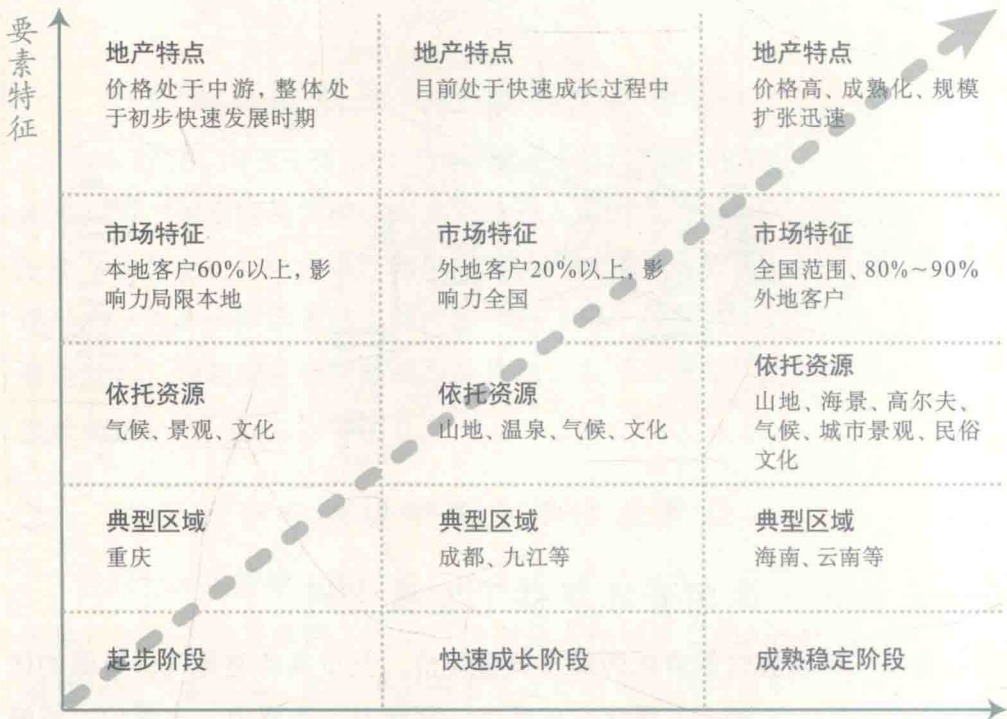 要素特征
地产特点
价格处于中游，整体处
于初步快速发展时期
地产特点
目前处于快速成长过程中
地产特点
价格高、成熟化、规模
扩张迅速
市场特征
本地客户60%以上，影
响力局限本地
市场特征
外地客户20%以上，影
响力全国
市场特征
全国范围、80%～90%
外地客户
依托资源
气候、景观、文化
依托资源
山地、温泉、气候、文化
依托资源
山地、海景、高尔夫、
气候、城市景观、民俗
文化
典型区域
重庆
典型区域
成都、九江等
典型区域
海南、云南等
起步阶段
快速成长阶段
成熟稳定阶段